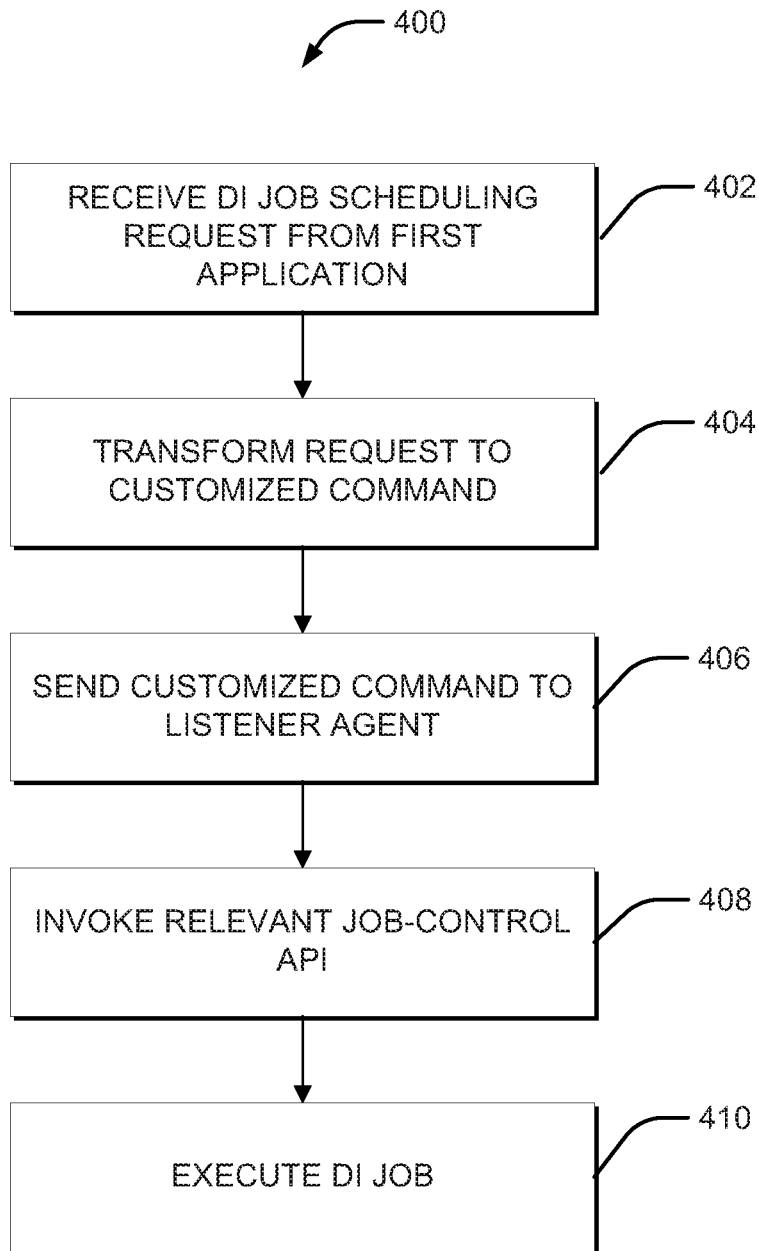 400
RECEIVE DI JOB SCHEDULING
REQUEST FROM FIRST
APPLICATION
402
TRANSFORM REQUEST TO
CUSTOMIZED COMMAND
404
SEND CUSTOMIZED COMMAND TO
LISTENER AGENT
406
INVOKE RELEVANT JOB-CONTROL
API
408
EXECUTE DI JOB
410